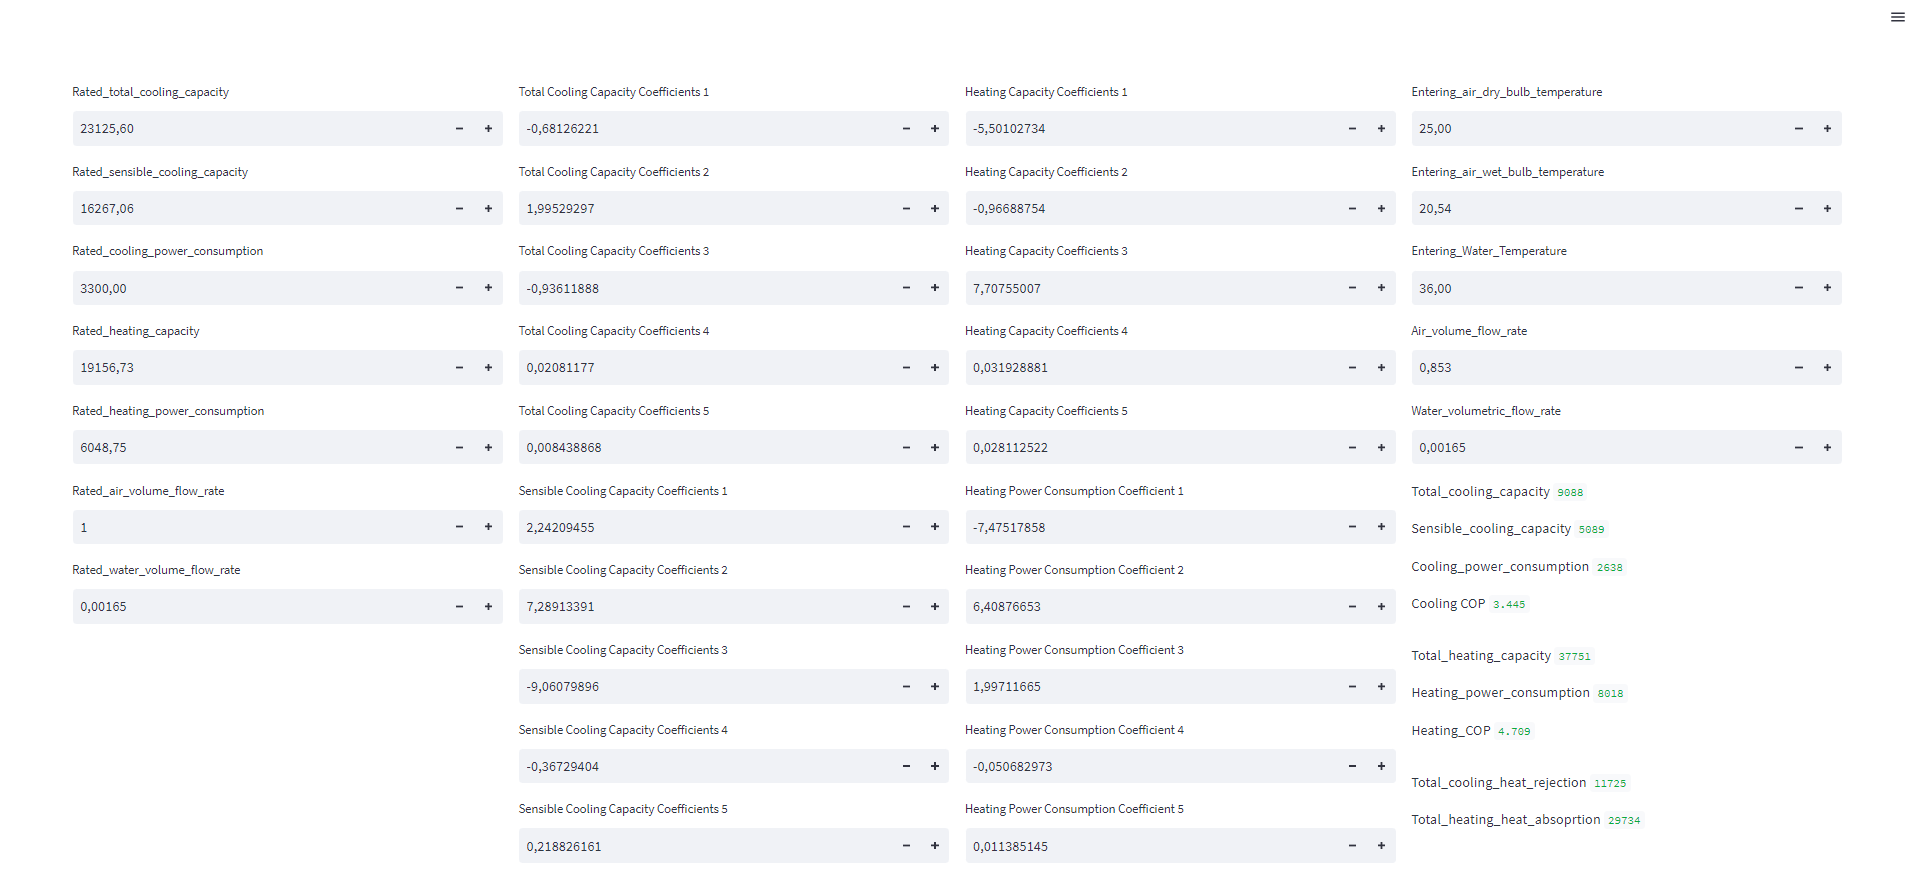 Rated_total_cooling_capacity
23125,60
Rated_sensible_cooling_capacity
16267,06
Rated_cooling_power_consumption
3300,00
Rated_heating_capacity
19156,73
Rated_heating_power_consumption
6048,75
Rated_air_volume_flow_rate
1
Rated_water_volume_flow_rate
0,00165
Total Cooling Capacity Coefficients 1
-0,68126221
Total Cooling Capacity Coefficients 2
1,99529297
Total Cooling Capacity Coefficients 3
-0,93611888
Total Cooling Capacity Coefficients 4
0,02081177
Total Cooling Capacity Coefficients 5
0,008438868
Sensible Cooling Capacity Coefficients 1
2,24209455
Sensible Cooling Capacity Coefficients 2
7,28913391
Sensible Cooling Capacity Coefficients 3
-9,06079896
Sensible Cooling Capacity Coefficients 4
-0,36729404
Sensible Cooling Capacity Coefficients 5
0,218826161
Heating Capacity Coefficients 1
-5,50102734
Heating Capacity Coefficients 2
-0,96688754
Heating Capacity Coefficients 3
7,70755007
Heating Capacity Coefficients 4
0,031928881
Heating Capacity Coefficients 5
0,028112522
Heating Power Consumption Coefficient 1
-7,47517858
Heating Power Consumption Coefficient 2
6,40876653
Heating Power Consumption Coefficient 3
1,99711665
Heating Power Consumption Coefficient 4
-0,050682973
Heating Power Consumption Coefficient 5
0,011385145
Entering_air_dry_bulb_temperature
25,00
Entering_air_wet_bulb_temperature
20,54
Entering_Water_Temperature
36,00
Air_volume_flow_rate
0,853
Water_volumetric_flow_rate
0,00165
Total_cooling_capacity 9088
Sensible_cooling_capacity 5089
Cooling_power_consumption 2638
Cooling COP 3.445
Total_heating_capacity 37751
Heating_power_consumption 8018
Heating_COP 4.709
Total_cooling_heat_rejection 11725
Total_heating_heat_absoprtion 29734